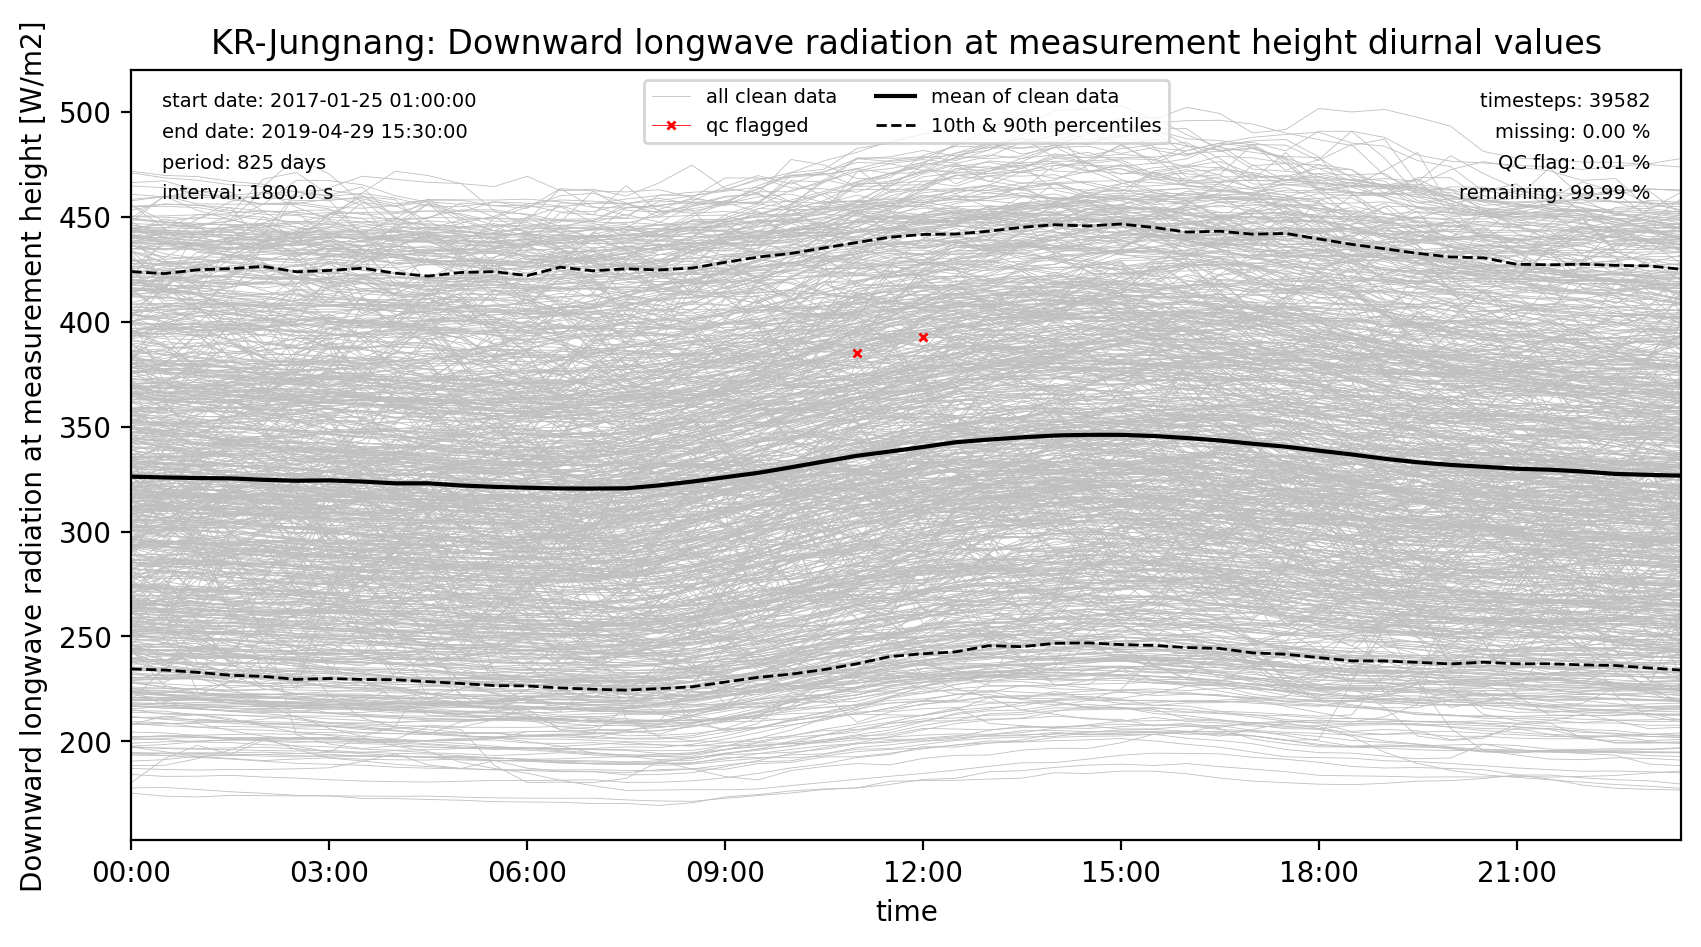 KR-Jungnang: Downward longwave radiation at measurement height diurnal values
Downward longwave radiation at measurement height [W/m2]
start date: 2017-01-25 01:00:00
end date: 2019-04-29 15:30:00
period: 825 days
interval: 1800.0 s
all clean data
qc flagged
mean of clean data
10th & 90th percentiles
timesteps: 39582
missing: 0.00 %
QC flag: 0.01 %
remaining: 99.99 %
500
450
400
350
300
250
200
00:00 03:00 06:00 09:00 12:00 15:00 18:00 21:00
time